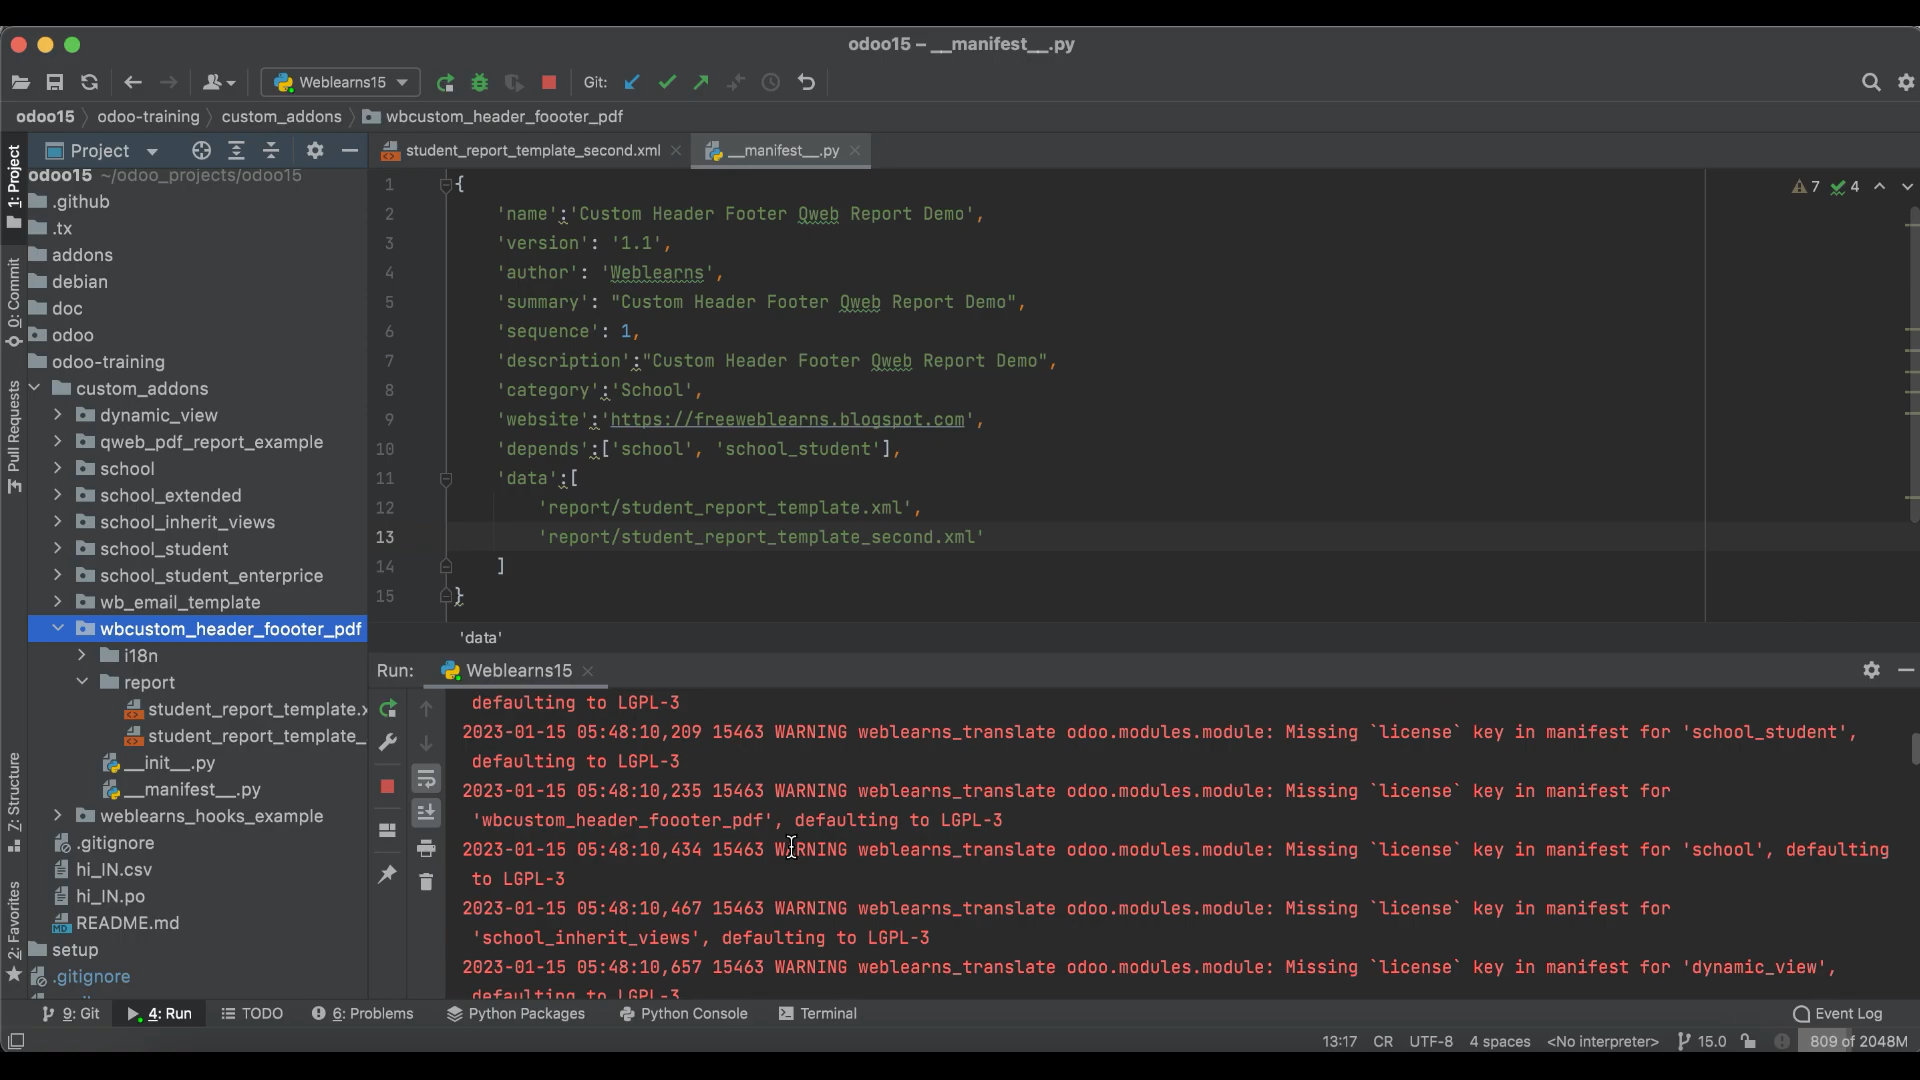 odoo15 – __manifest__.py
Weblearns15
Git:
odoo15 odoo-training custom_addons wbcustom_header_foooter_pdf
1: Project
0: Commit
Pull Requests
Z: Structure
2: Favorites
Project
odoo15 ~/odoo_projects/odoo15
.github
.tx
addons
debian
doc
odoo
odoo-training
custom_addons
dynamic_view
qweb_pdf_report_example
school
school_extended
school_inherit_views
school_student
school_student_enterprice
wb_email_template
wbcustom_header_foooter_pdf
i18n
report
student_report_template.x
student_report_template_
__init__.py
__manifest__.py
weblearns_hooks_example
.gitignore
hi_IN.csv
hi_IN.po
README.md
setup
.gitignore
student_report_template_second.xml __manifest__.py
7 4
1 {
2 'name':'Custom Header Footer Qweb Report Demo',
3 'version': '1.1',
4 'author': 'Weblearns',
5 'summary': "Custom Header Footer Qweb Report Demo",
6 'sequence': 1,
7 'description':"Custom Header Footer Qweb Report Demo",
8 'category':'School',
9 'website':'https://freeweblearns.blogspot.com',
10 'depends':['school', 'school_student'],
11 'data':[
12 'report/student_report_template.xml',
13 'report/student_report_template_second.xml'
14 ]
15 }
'data'
Run: Weblearns15
defaulting to LGPL-3
2023-01-15 05:48:10,209 15463 WARNING weblearns_translate odoo.modules.module: Missing `license` key in manifest for 'school_student',
defaulting to LGPL-3
2023-01-15 05:48:10,235 15463 WARNING weblearns_translate odoo.modules.module: Missing `license` key in manifest for
'wbcustom_header_foooter_pdf', defaulting to LGPL-3
2023-01-15 05:48:10,434 15463 WARNING weblearns_translate odoo.modules.module: Missing `license` key in manifest for 'school', defaulting
to LGPL-3
2023-01-15 05:48:10,467 15463 WARNING weblearns_translate odoo.modules.module: Missing `license` key in manifest for
'school_inherit_views', defaulting to LGPL-3
2023-01-15 05:48:10,657 15463 WARNING weblearns_translate odoo.modules.module: Missing `license` key in manifest for 'dynamic_view',
defaulting to LGPL-3
9: Git 4: Run TODO 6: Problems Python Packages Python Console Terminal Event Log
13:17 CR UTF-8 4 spaces <No interpreter> 15.0 809 of 2048M